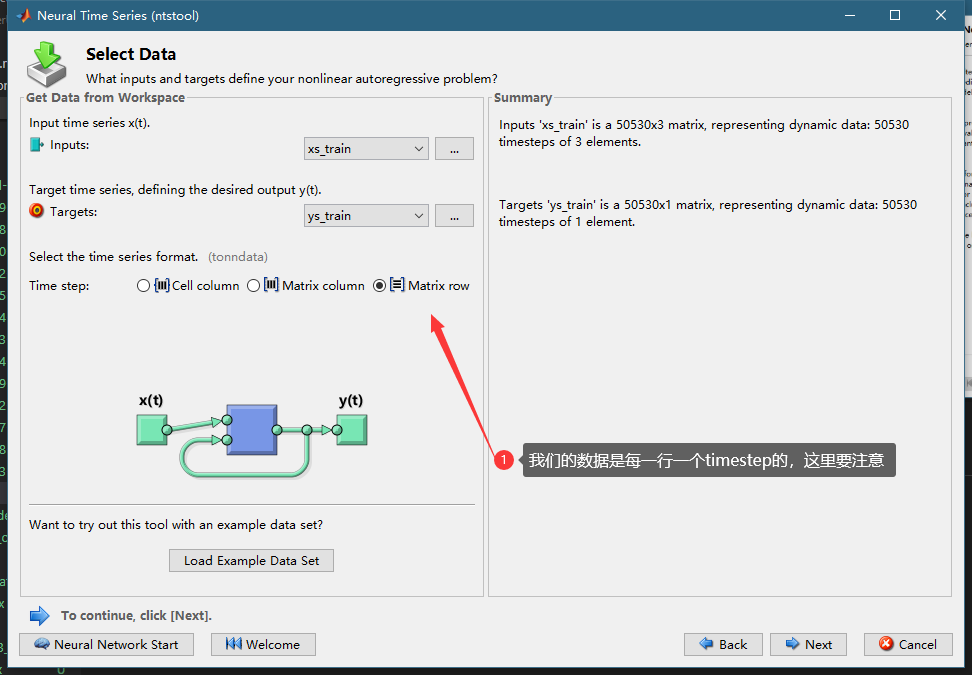 Neural Time Series (ntstool)
Select Data
What inputs and targets define your nonlinear autoregressive problem?
Get Data from Workspace
Input time series x(t).
Inputs:
xs_train
...
Target time series, defining the desired output y(t).
Targets:
ys_train
...
Select the time series format. (tonndata)
Time step:
Cell column
Matrix column
Matrix row
x(t)
y(t)
1
我们的数据是每一行一个timestep的，这里要注意
Want to try out this tool with an example data set?
Load Example Data Set
Summary
Inputs 'xs_train' is a 50530x3 matrix, representing dynamic data: 50530
timesteps of 3 elements.
Targets 'ys_train' is a 50530x1 matrix, representing dynamic data: 50530
timesteps of 1 element.
To continue, click [Next].
Neural Network Start
Welcome
Back
Next
Cancel